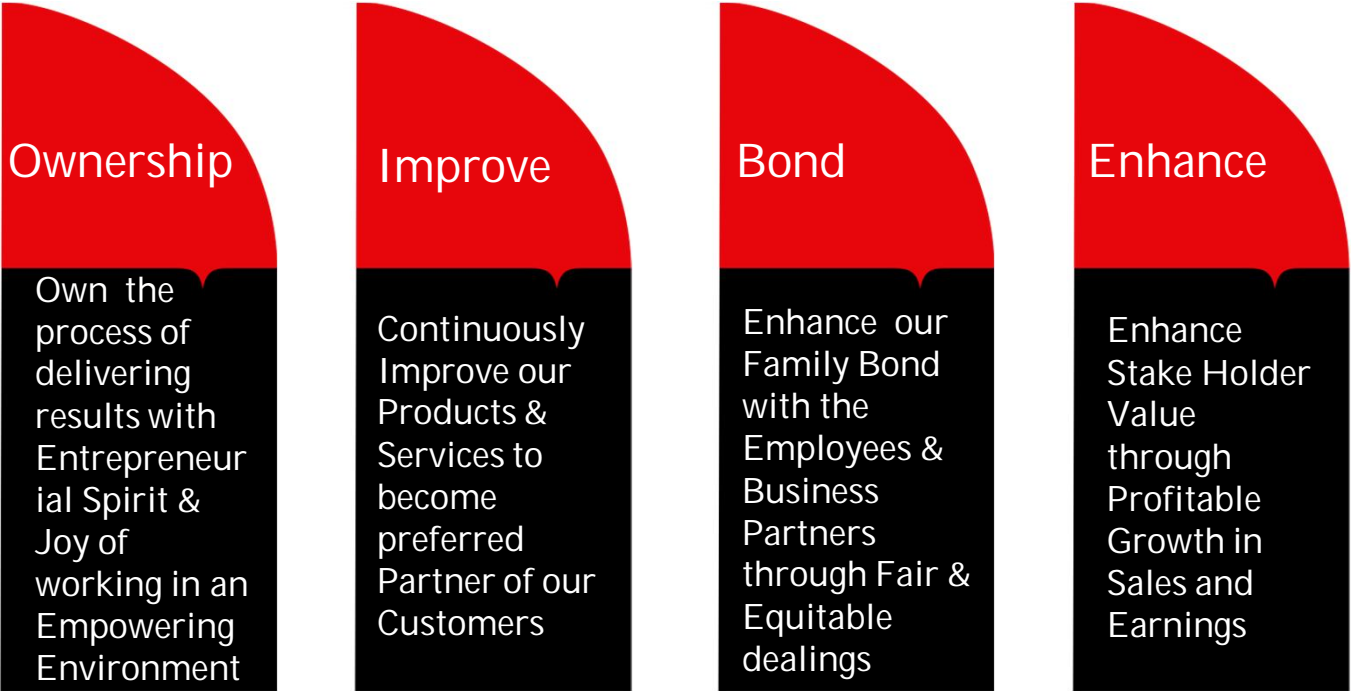 Ownership
Own the
process of
delivering
results with
Entrepreneur
ial Spirit &
Joy of
working in an
Empowering
Environment
Improve
Continuously
Improve our
Products &
Services to
become
preferred
Partner of our
Customers
Bond
Enhance our
Family Bond
with the
Employees &
Business
Partners
through Fair &
Equitable
dealings
Enhance
Enhance
Stake Holder
Value
through
Profitable
Growth in
Sales and
Earnings